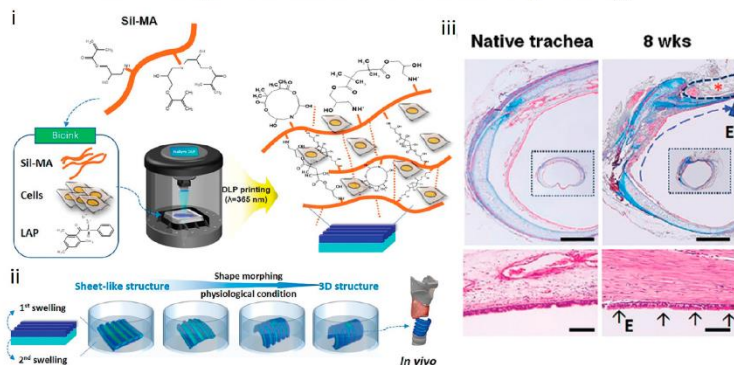 i
Sil-MA
Bioink
Sil-MA
Cells
LAP
DLP printing
(λ=365 nm)
ii
Sheet-like structure
Shape morphing
physiological condition
3D structure
1st swelling
2nd swelling
In vivo
iii
Native trachea
8 wks
*
E
E